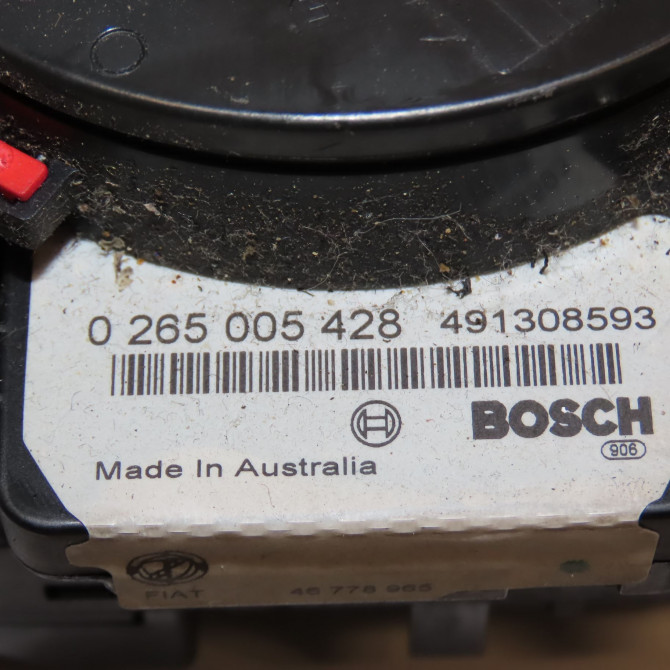 0 265 005 428 491308593
BOSCH
906
Made In Australia
FIAT 46 778 965